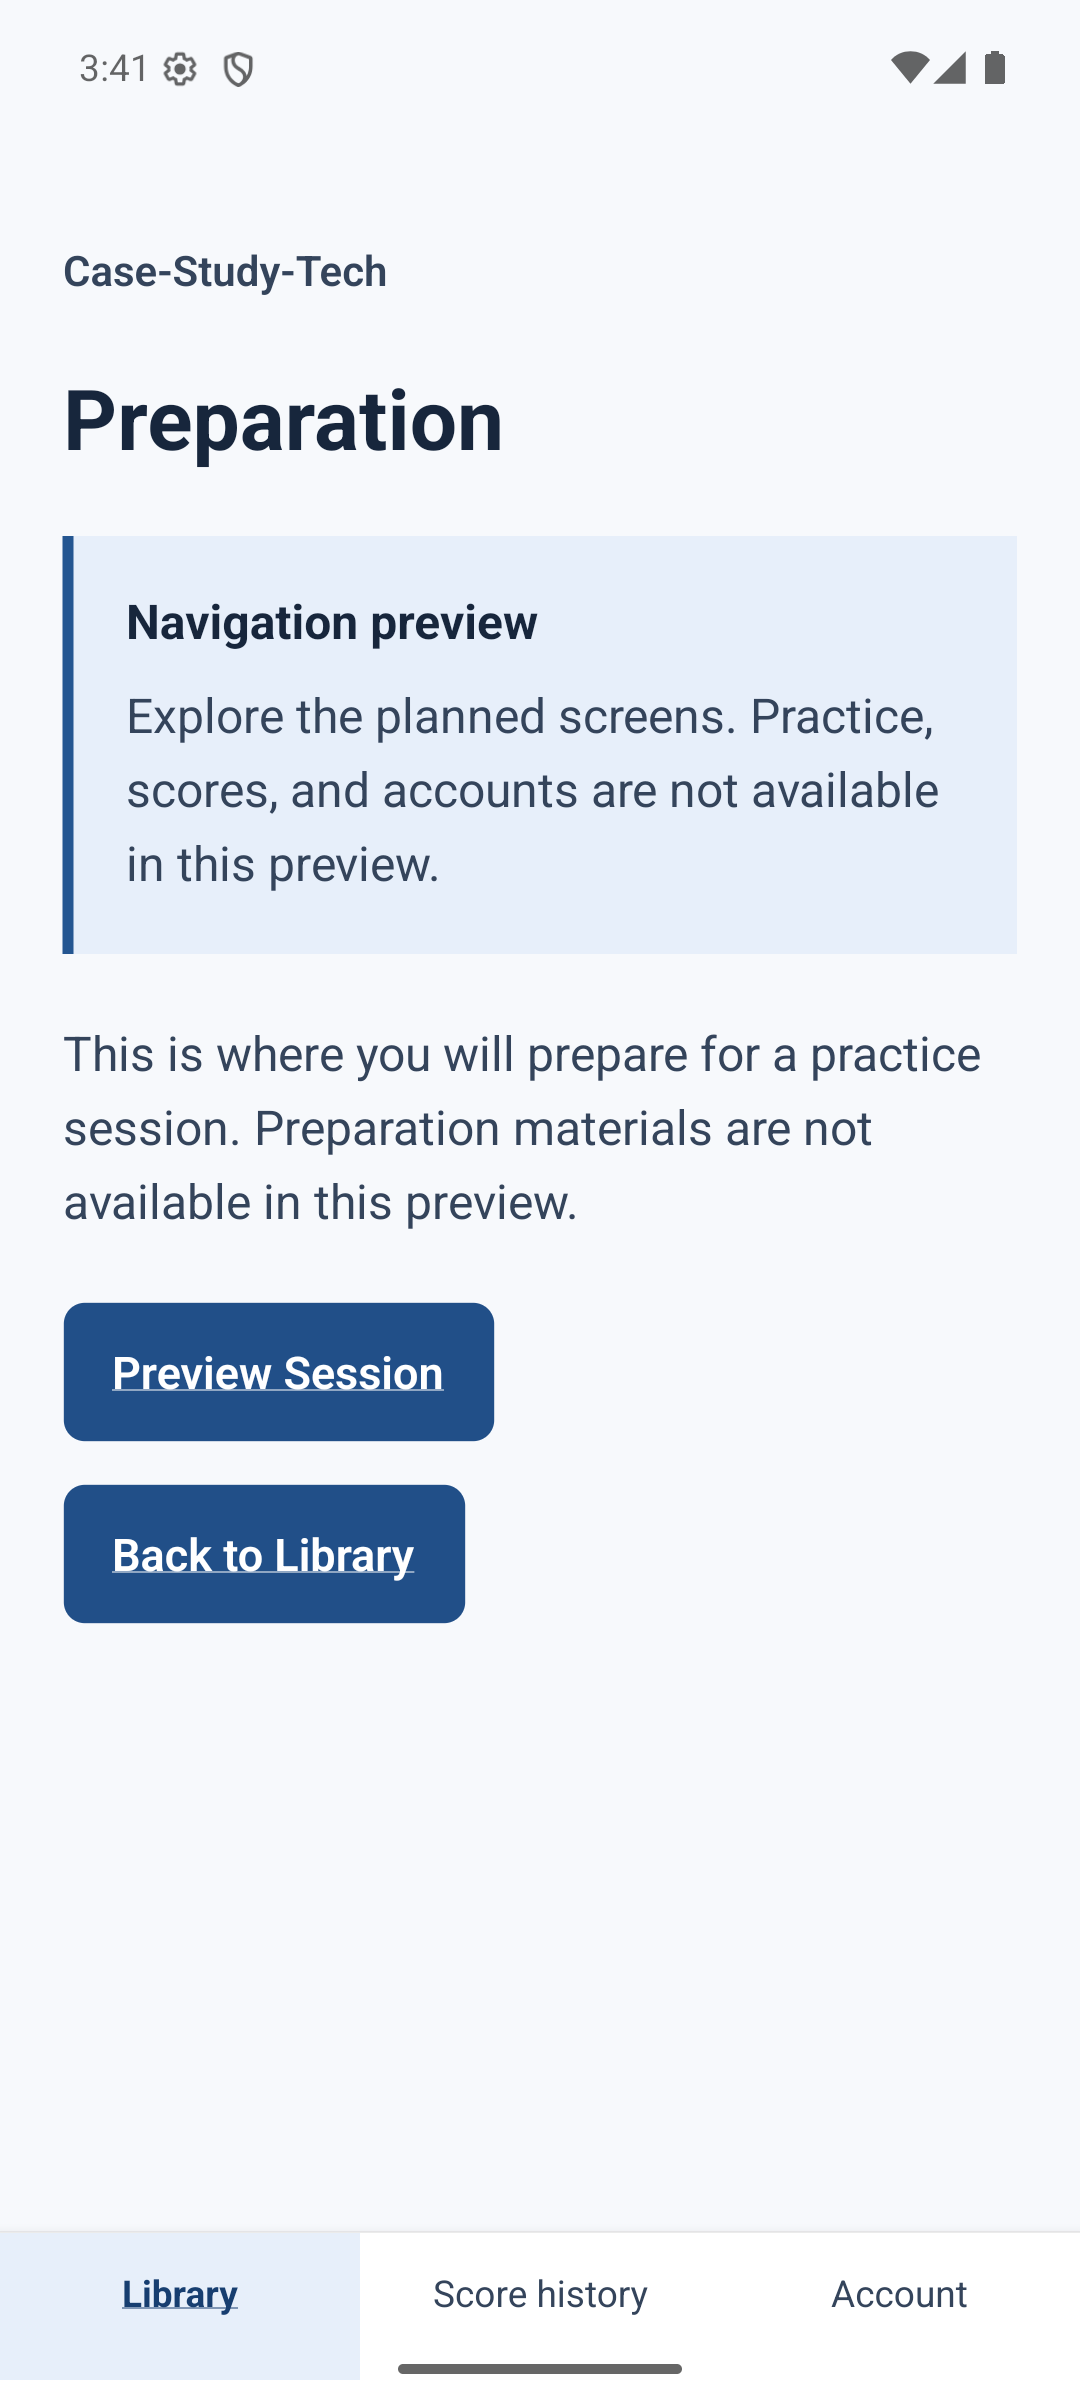 3:41
Case-Study-Tech
Preparation
Navigation preview
Explore the planned screens. Practice,
scores, and accounts are not available
in this preview.
This is where you will prepare for a practice
session. Preparation materials are not
available in this preview.
Preview Session
Back to Library
Library
Score history
Account